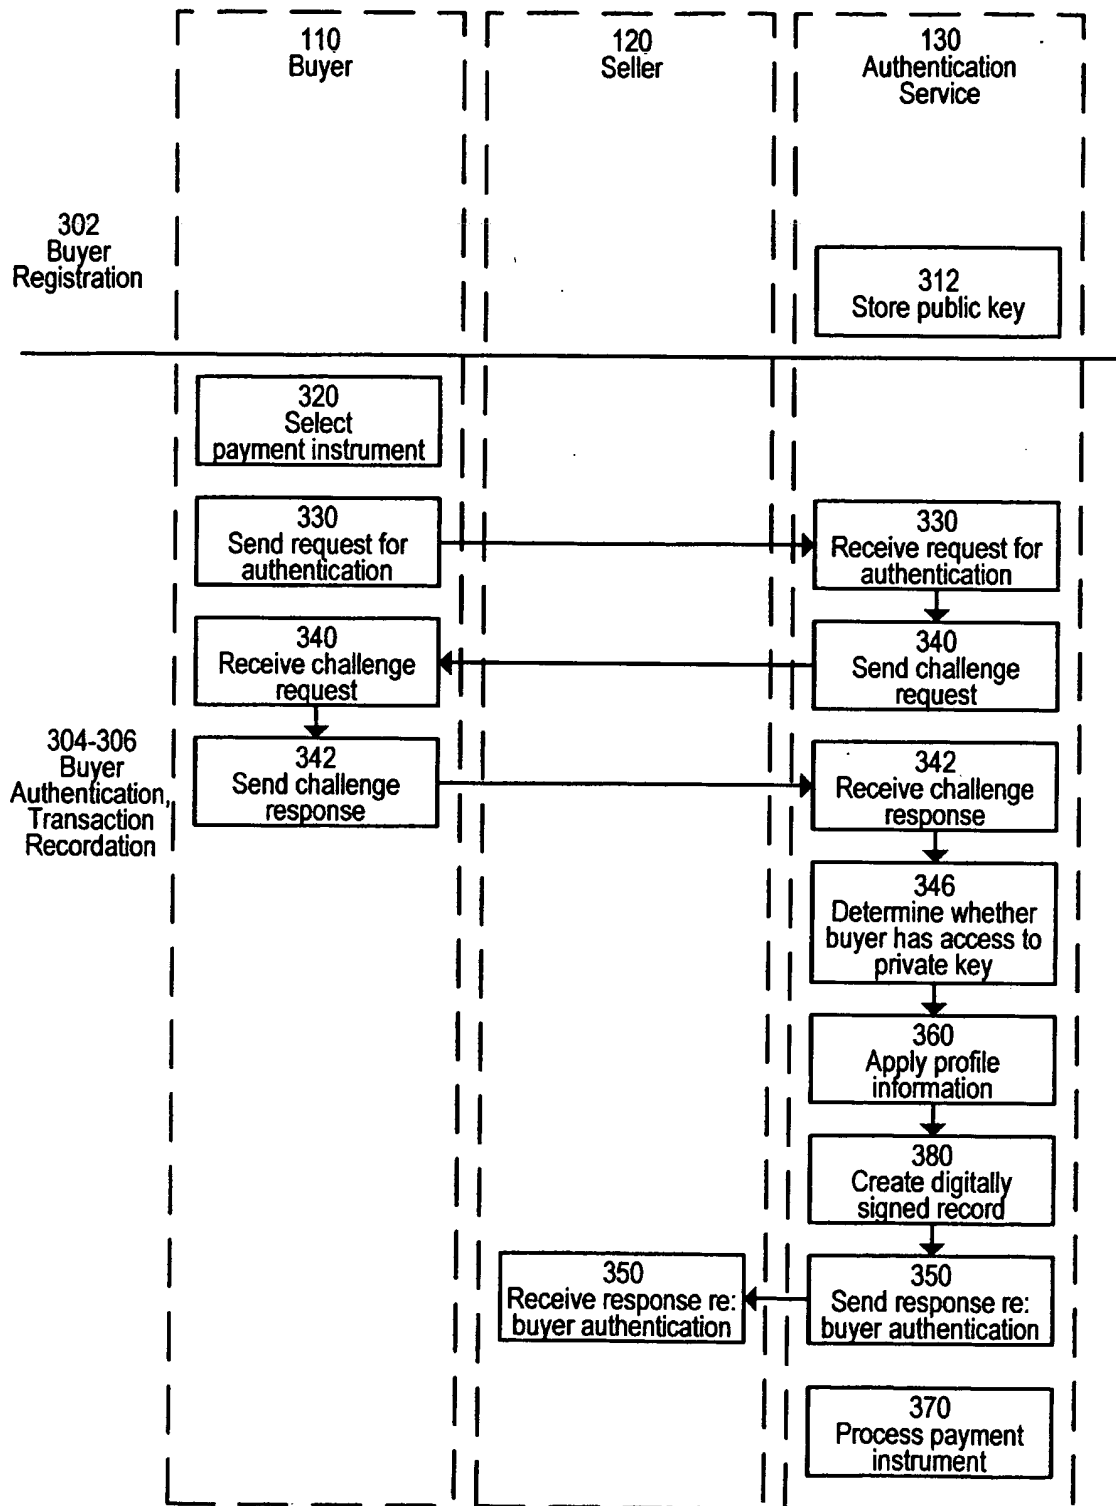 110
Buyer
120
Seller
130
Authentication
Service
302
Buyer
Registration
312
Store public key
320
Select
payment instrument
330
Send request for
authentication
330
Receive request for
authentication
340
Receive challenge
request
340
Send challenge
request
304-306
Buyer
Authentication,
Transaction
Recordation
342
Send challenge
response
342
Receive challenge
response
346
Determine whether
buyer has access to
private key
360
Apply profile
information
380
Create digitally
signed record
350
Receive response re:
buyer authentication
350
Send response re:
buyer authentication
370
Process payment
instrument